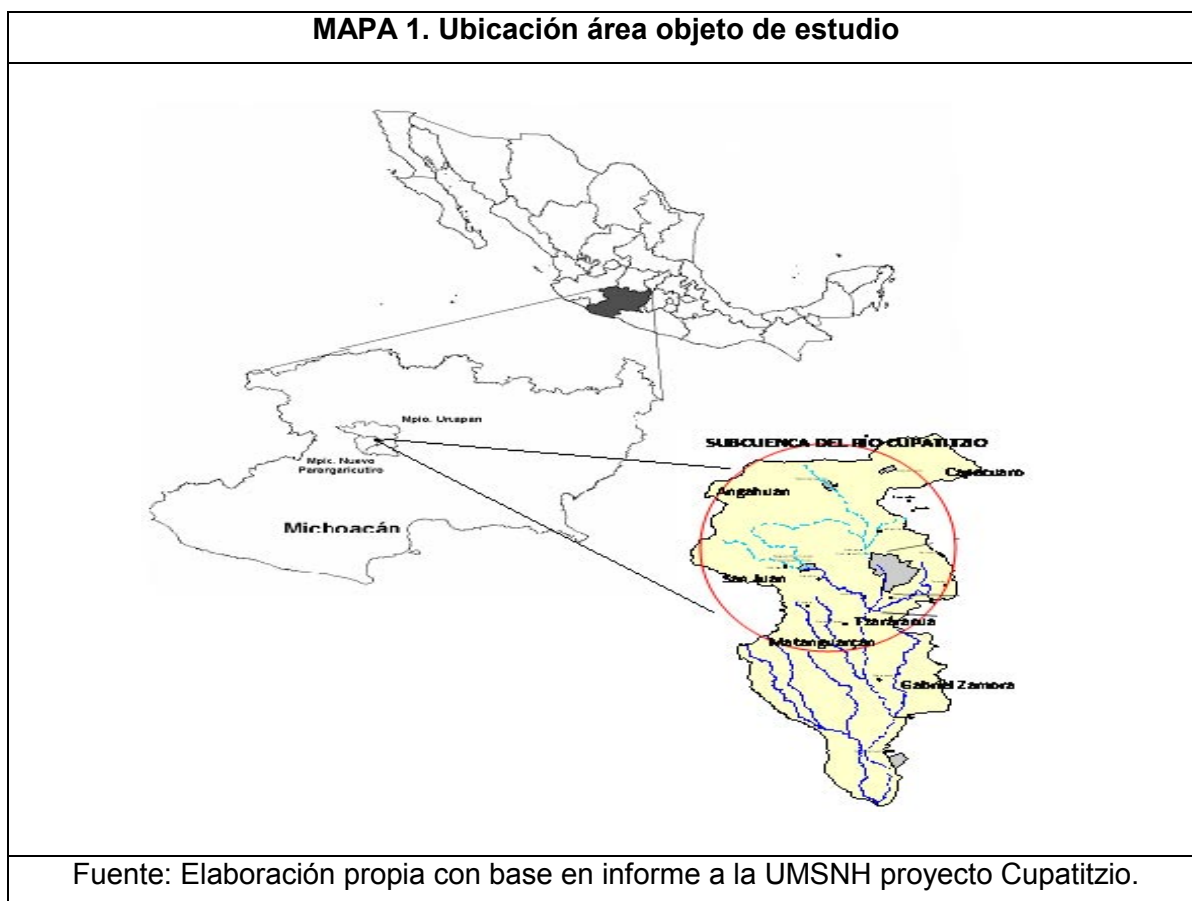 MAPA 1. Ubicación área objeto de estudio
Mpio. Uruapan
Mpio. Nuevo
Parangaricutiro
Michoacán
SUBCUENCA DEL RÍO CUPATITZIO
Capácuaro
Angahuan
San Juan
Tzararacua
Matanguarán
Gabriel Zamora
Fuente: Elaboración propia con base en informe a la UMSNH proyecto Cupatitzio.